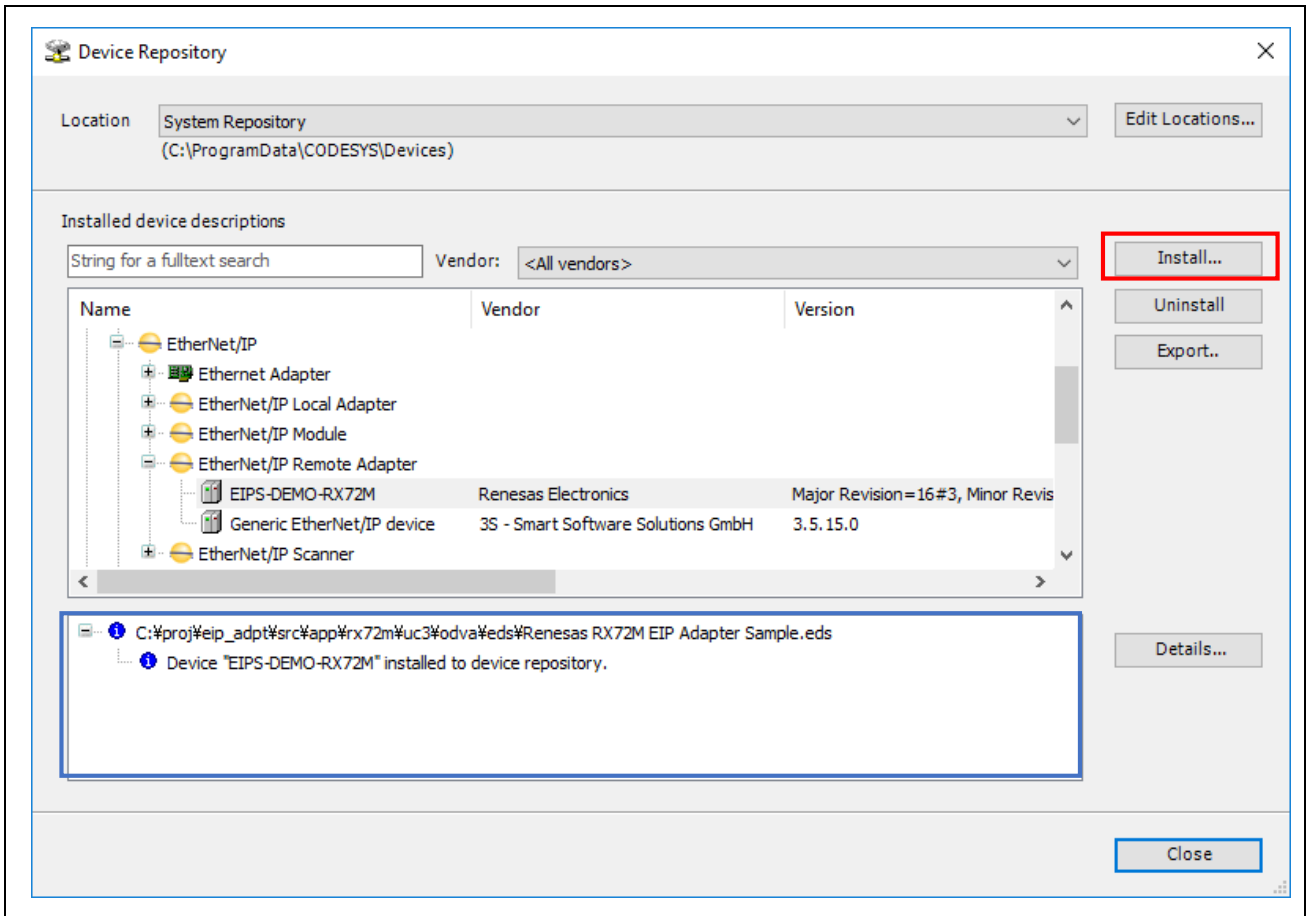 Device Repository
Location
System Repository
Edit Locations...
(C:\ProgramData\CODESYS\Devices)
Installed device descriptions
String for a fulltext search
Vendor:
<All vendors>
Install...
Name
Vendor
Version
Uninstall
EtherNet/IP
Export..
Ethernet Adapter
EtherNet/IP Local Adapter
EtherNet/IP Module
EtherNet/IP Remote Adapter
EIPS-DEMO-RX72M
Renesas Electronics
Major Revision=16#3, Minor Revis
Generic EtherNet/IP device
3S - Smart Software Solutions GmbH
3.5.15.0
EtherNet/IP Scanner
C:¥proj¥eip_adpt¥src¥app¥rx72m¥uc3¥odva¥eds¥Renesas RX72M EIP Adapter Sample.eds
Device "EIPS-DEMO-RX72M" installed to device repository.
Details...
Close